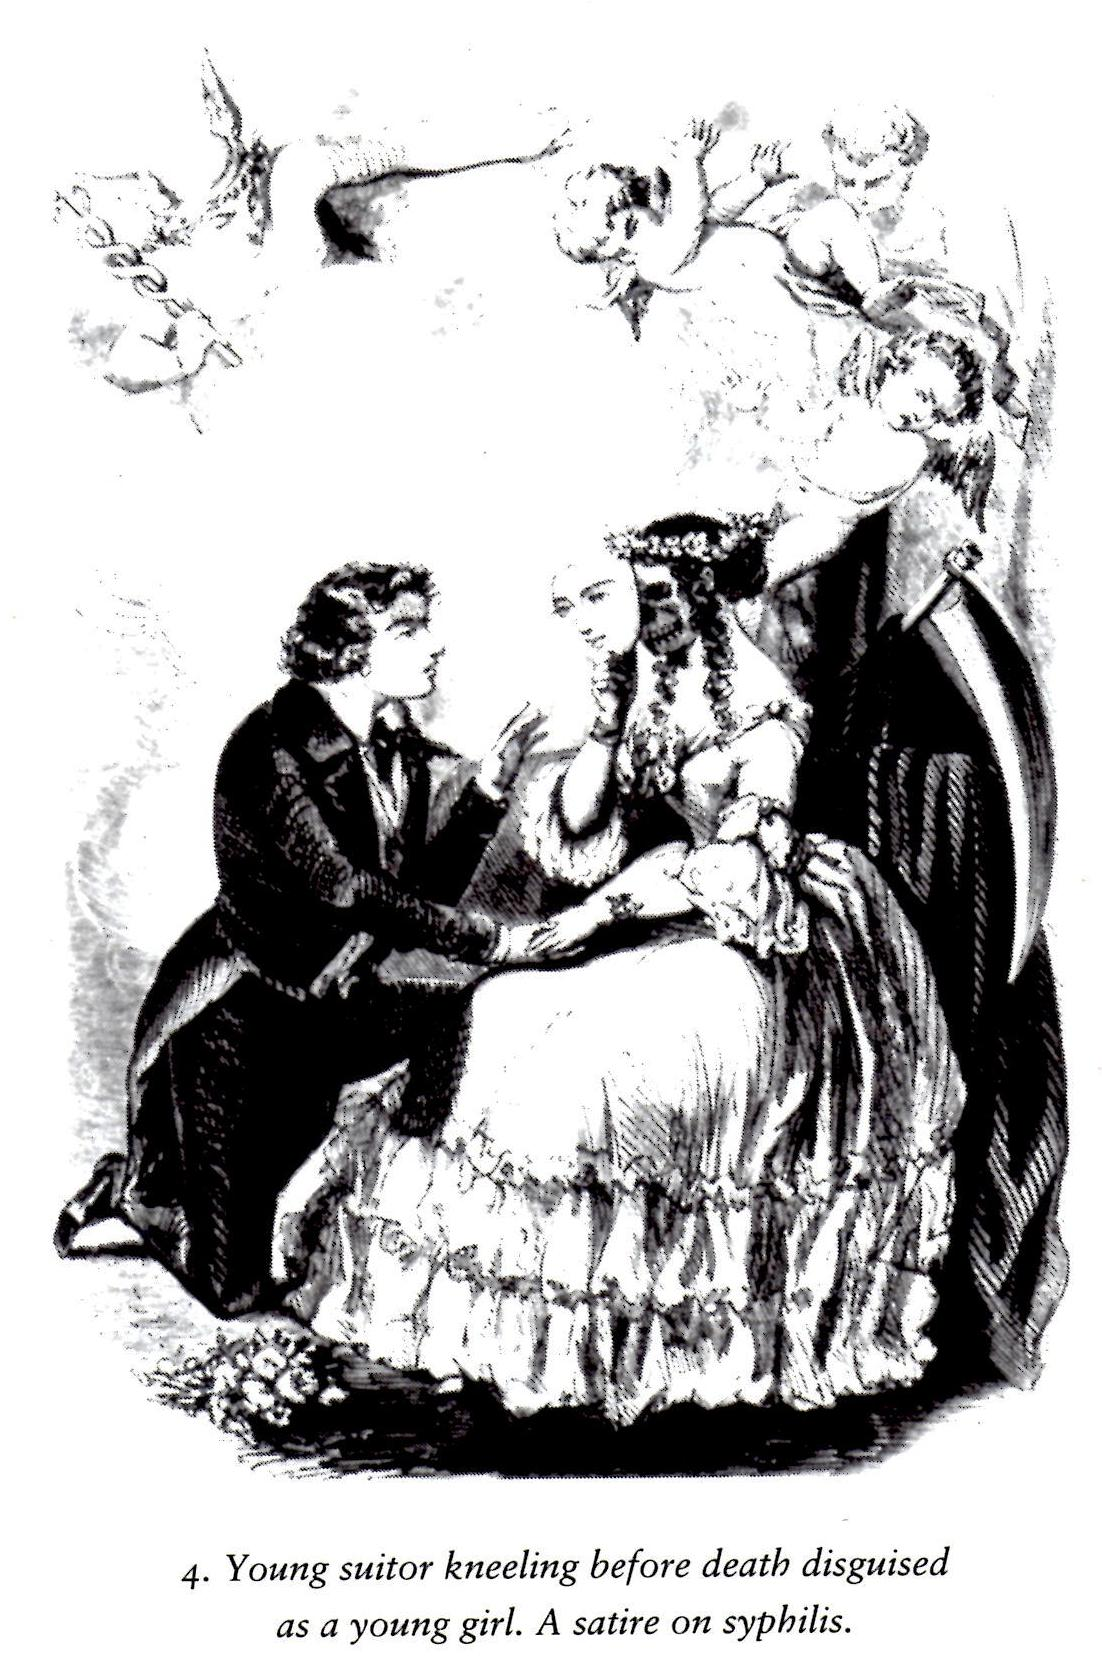 4. Young suitor kneeling before death disguised
as a young girl. A satire on syphilis.